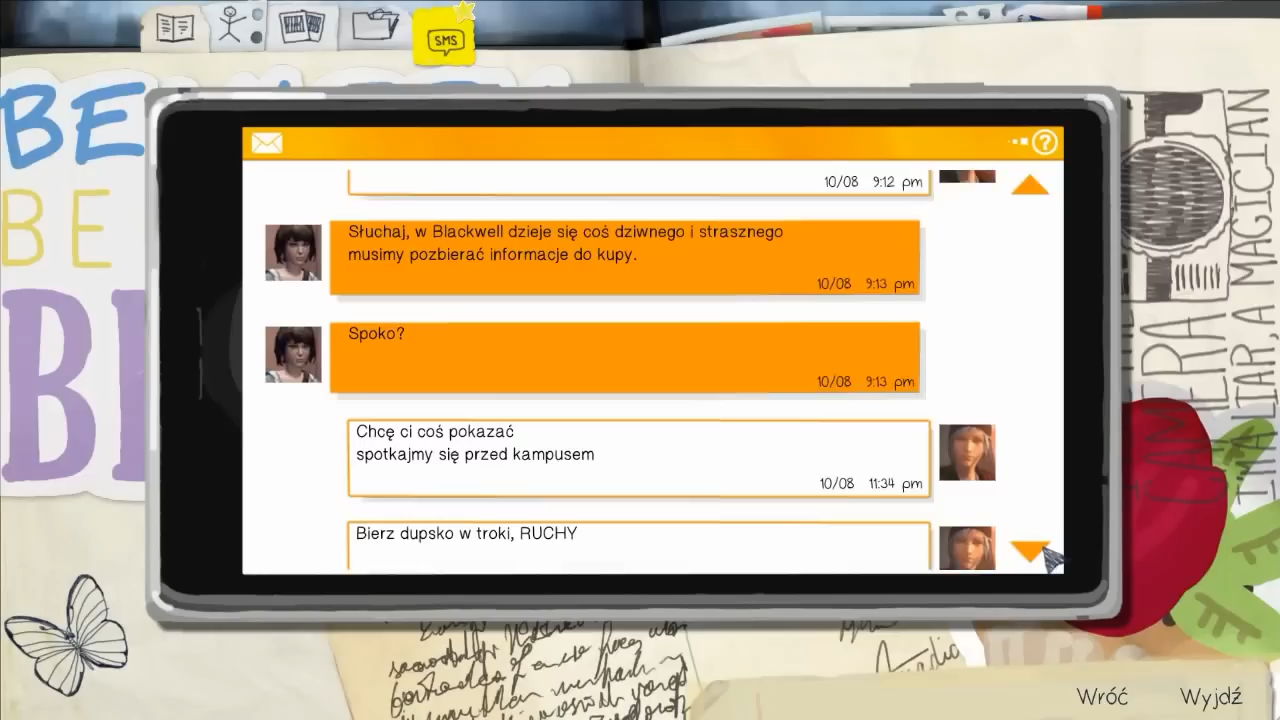 SMS
BE
BE
10/08 9:12 pm
Słuchaj, w Blackwell dzieje się coś dziwnego i strasznego
musimy pozbierać informacje do kupy.
10/08 9:13 pm
Spoko?
10/08 9:13 pm
Chcę ci coś pokazać
spotkajmy się przed kampusem
10/08 11:34 pm
Bierz dupsko w troki, RUCHY
A MAGICIAN
Wróć Wyjdź